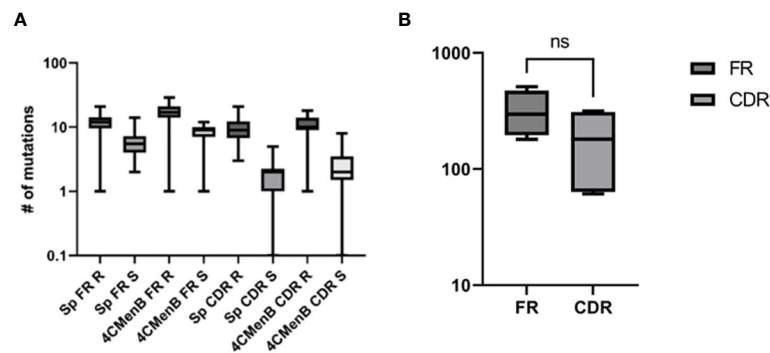 A
# of mutations
100
10
1
0.1
Sp FR R
Sp FR S
4CMenB FR R
4CMenB FR S
Sp CDR R
Sp CDR S
4CMenB CDR R
4CMenB CDR S
B
1000
100
10
ns
FR
CDR
FR
CDR